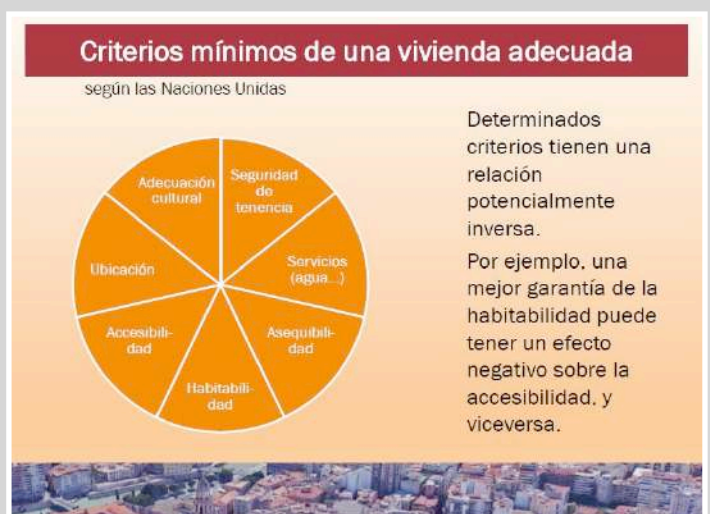 Criterios mínimos de una vivienda adecuada
según las Naciones Unidas
Adecuación
cultural
Seguridad
de
tenencia
Ubicación
Servicios
(agua...)
Accesibili-
dad
Asequibili-
dad
Habitabili-
dad
Determinados
criterios tienen una
relación
potencialmente
inversa.
Por ejemplo, una
mejor garantía de la
habitabilidad puede
tener un efecto
negativo sobre la
accesibilidad, y
viceversa.